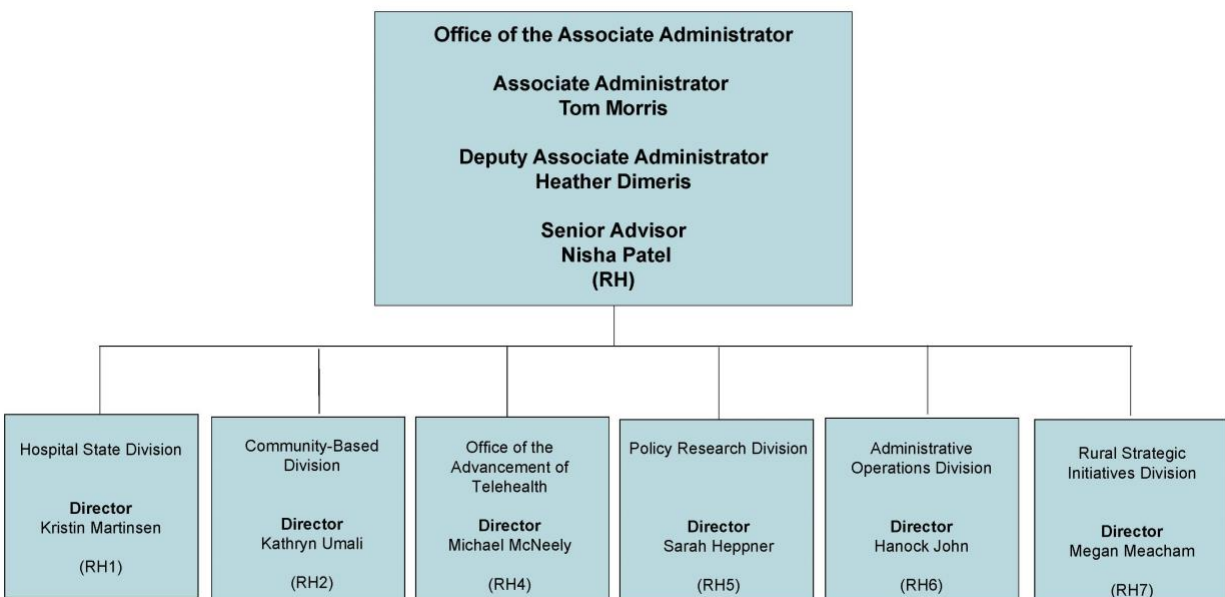 Office of the Associate Administrator
Associate Administrator
Tom Morris
Deputy Associate Administrator
Heather Dimeris
Senior Advisor
Nisha Patel
(RH)
Hospital State Division
Director
Kristin Martinsen
(RH1)
Community-Based
Division
Director
Kathryn Umali
(RH2)
Office of the
Advancement of
Telehealth
Director
Michael McNeely
(RH4)
Policy Research Division
Director
Sarah Heppner
(RH5)
Administrative
Operations Division
Director
Hanock John
(RH6)
Rural Strategic
Initiatives Division
Director
Megan Meacham
(RH7)